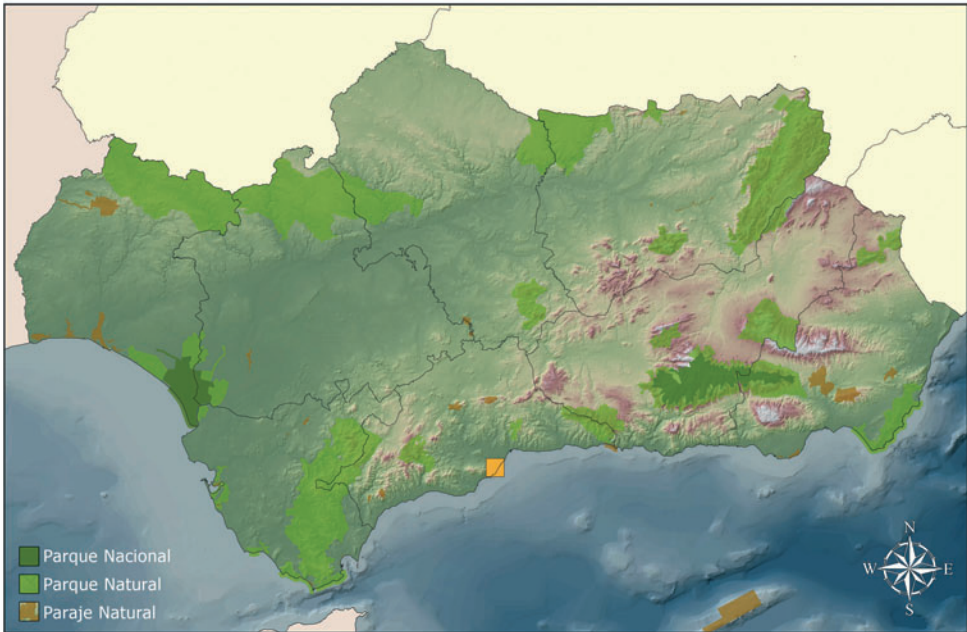 Parque Nacional
Parque Natural
Paraje Natural
N
W E
S